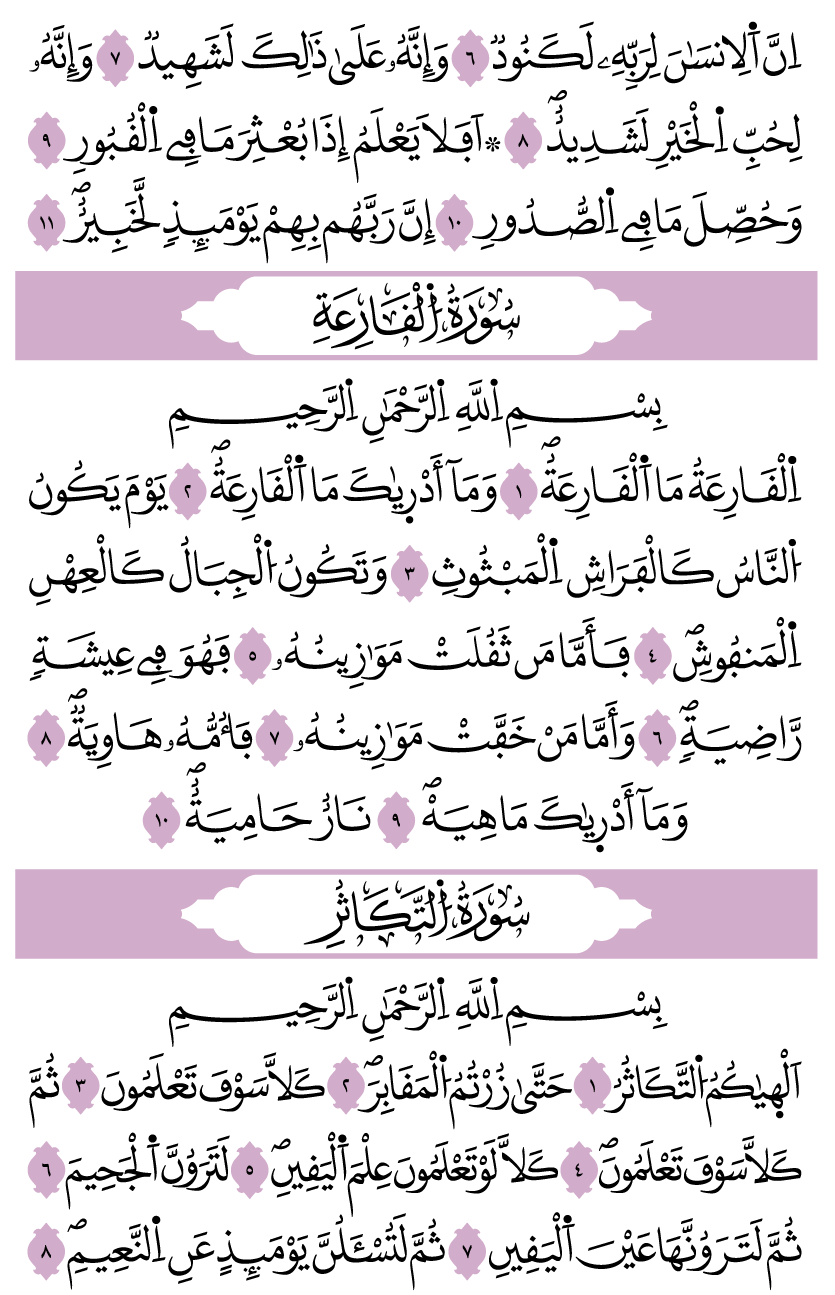 اِنَّ اَ۬لِانسَٰنَ لِرَبِّهِۦ لَكَنُودٞ ٦ وَإِنَّهُۥ عَلَىٰ ذَٰلِكَ لَشَهِيدٞ ٧ وَإِنَّهُۥ
لِحُبِّ اِ۬لْخَيْرِ لَشَدِيدٌۖ ٨ ۞اَفَلَا يَعْلَمُ إِذَا بُعْثِرَ مَا فِے اِ۬لْقُبُورِ ٩
وَحُصِّلَ مَا فِے اِ۬لصُّدُورِ ١٠ إِنَّ رَبَّهُم بِهِمْ يَوْمَئِذٖ لَّخَبِيرٌۖ ١١
سُورَةُ اُ۬لْقَارِعَةِ
بِسْمِ اِ۬للَّهِ اِ۬لرَّحْمَٰنِ اِ۬لرَّحِيمِ
اِ۬لْقَارِعَةُ مَا اَ۬لْقَارِعَةُۖ ١ وَمَآ أَدْر۪يٰكَ مَا اَ۬لْقَارِعَةُۖ ٢ يَوْمَ يَكُونُ
اُ۬لنَّاسُ كَالْفَرَاشِ اِ۬لْمَبْثُوثِ ٣ وَتَكُونُ اُ۬لْجِبَالُ كَالْعِهْنِ
اِ۬لْمَنفُوشِۖ ٤ فَأَمَّا مَن ثَقُلَتْ مَوَٰزِينُهُۥ ٥ فَهُوَ فِے عِيشَةٖ
رَّاضِيَةٖۖ ٦ وَأَمَّا مَنْ خَفَّتْ مَوَٰزِينُهُۥ ٧ فَأُمُّهُۥ هَاوِيَةٞۖ ٨
وَمَآ أَدْر۪يٰكَ مَا هِيَهْۖ ٩ نَارٌ حَامِيَةٌۖ ١٠
سُورَةُ اُ۬لتَّكَاثُرِ
بِسْمِ اِ۬للَّهِ اِ۬لرَّحْمَٰنِ اِ۬لرَّحِيمِ
اَلْه۪يٰكُمُ اُ۬لتَّكَاثُرُ ١ حَتَّىٰ زُرْتُمُ اُ۬لْمَقَابِرَۖ ٢ كَلَّا سَوْفَ تَعْلَمُونَ ٣ ثُمَّ
كَلَّا سَوْفَ تَعْلَمُونَۖ ٤ كَلَّا لَوْ تَعْلَمُونَ عِلْمَ اَ۬لْيَقِينِۖ ٥ لَتَرَوُنَّ اَ۬لْجَحِيمَ ٦
ثُمَّ لَتَرَوُنَّهَا عَيْنَ اَ۬لْيَقِينِ ٧ ثُمَّ لَتُسْـَٔلُنَّ يَوْمَئِذٍ عَنِ اِ۬لنَّعِيمِۖ ٨